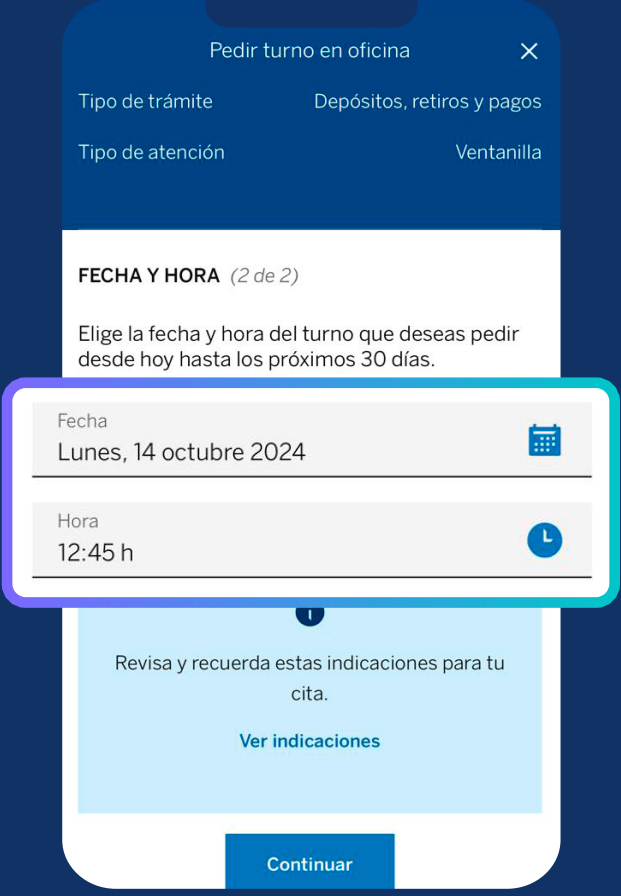 Pedir turno en oficina
Tipo de trámite Depósitos, retiros y pagos
Tipo de atención Ventanilla
FECHA Y HORA (2 de 2)
Elige la fecha y hora del turno que deseas pedir
desde hoy hasta los próximos 30 días.
Fecha
Lunes, 14 octubre 2024
Hora
12:45 h
Revisa y recuerda estas indicaciones para tu
cita.
Ver indicaciones
Continuar